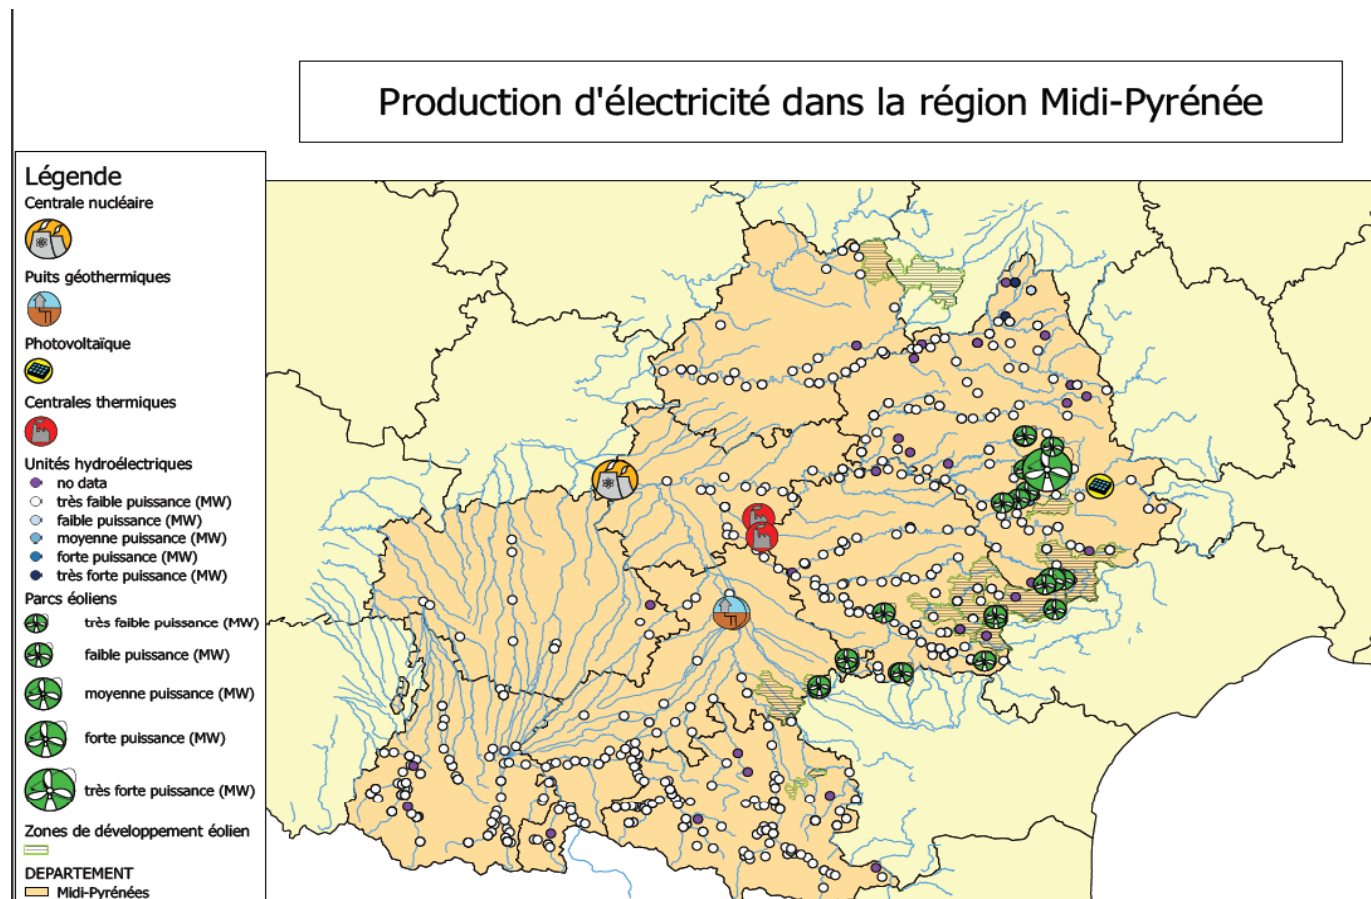 Production d'électricité dans la région Midi-Pyrénée
Légende
Centrale nucléaire
Puits géothermiques
Photovoltaïque
Centrales thermiques
Unités hydroélectriques
no data
très faible puissance (MW)
faible puissance (MW)
moyenne puissance (MW)
forte puissance (MW)
très forte puissance (MW)
Parcs éoliens
très faible puissance (MW)
faible puissance (MW)
moyenne puissance (MW)
forte puissance (MW)
très forte puissance (MW)
Zones de développement éolien
DEPARTEMENT
Midi-Pyrénées